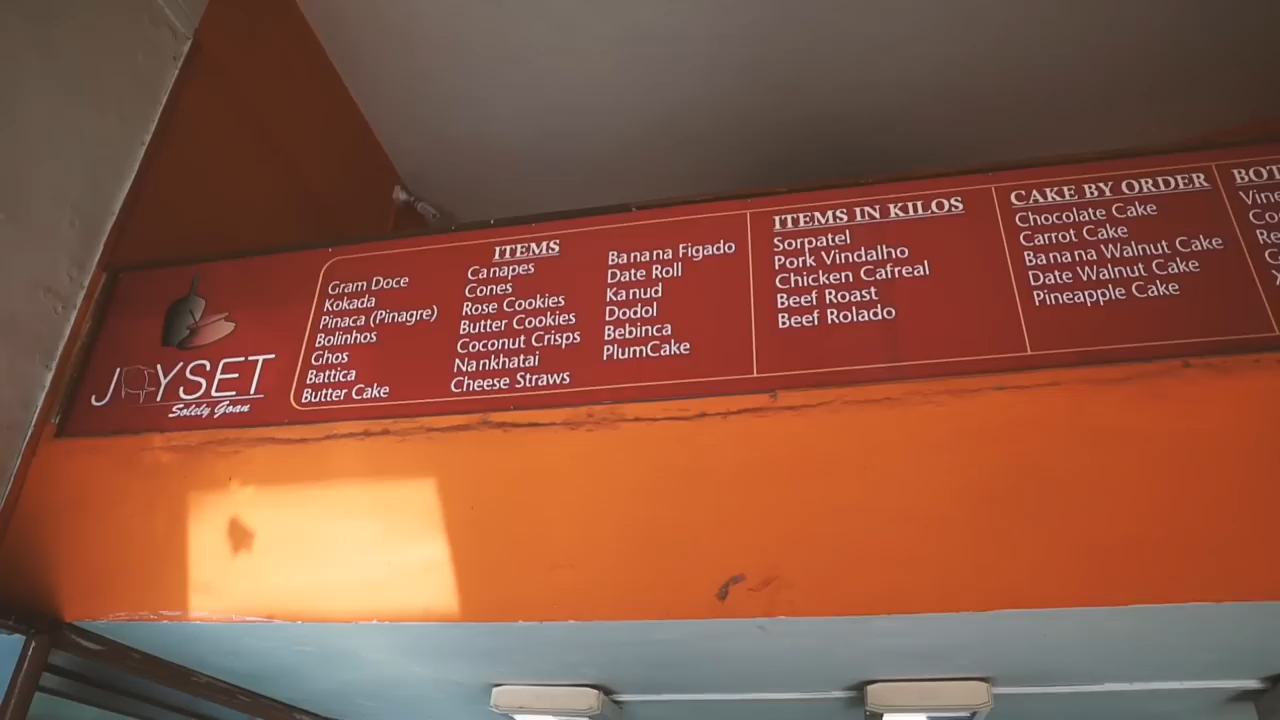 JOYSET
Solely Goan
ITEMS
Gram Doce
Kokada
Pinaca (Pinagre)
Bolinhos
Ghos
Battica
Butter Cake
Canapes
Cones
Rose Cookies
Butter Cookies
Coconut Crisps
Nankhatai
Cheese Straws
Banana Figado
Date Roll
Kanud
Dodol
Bebinca
PlumCake
ITEMS IN KILOS
Sorpatel
Pork Vindalho
Chicken Cafreal
Beef Roast
Beef Rolado
CAKE BY ORDER
Chocolate Cake
Carrot Cake
Banana Walnut Cake
Date Walnut Cake
Pineapple Cake